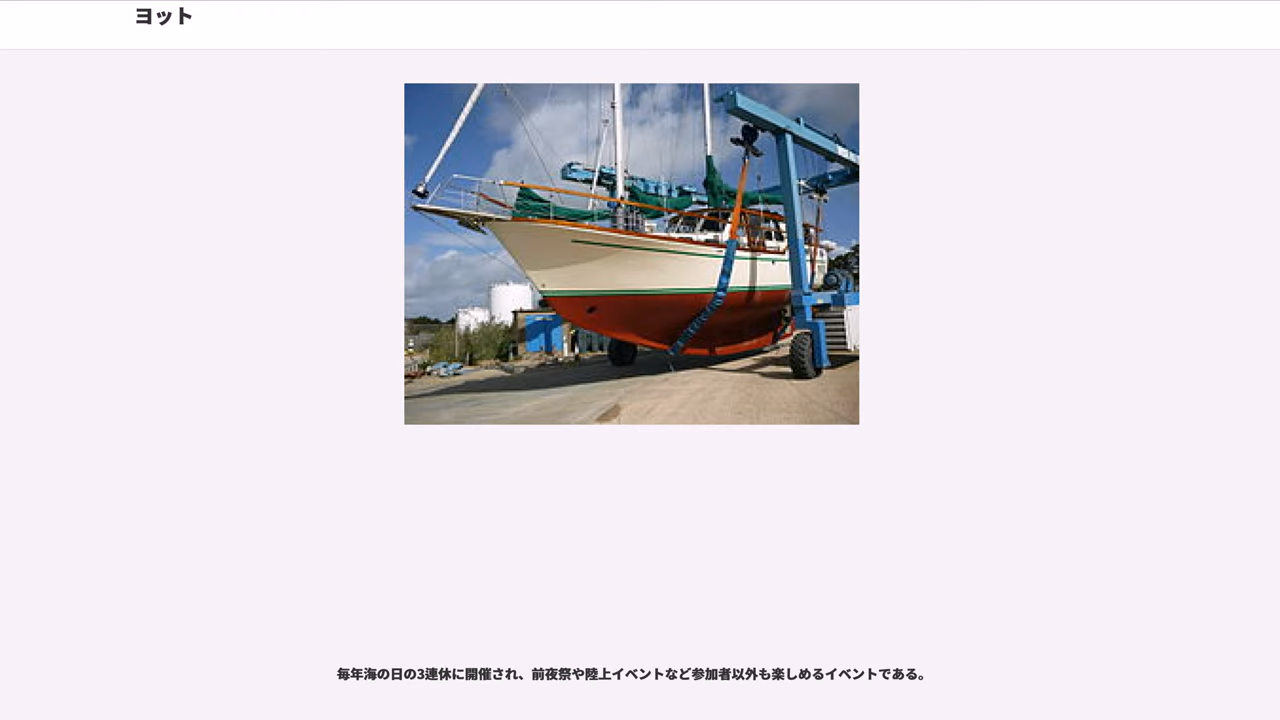 ヨット
毎年海の日の3連休に開催され、前夜祭や陸上イベントなど参加者以外も楽しめるイベントである。